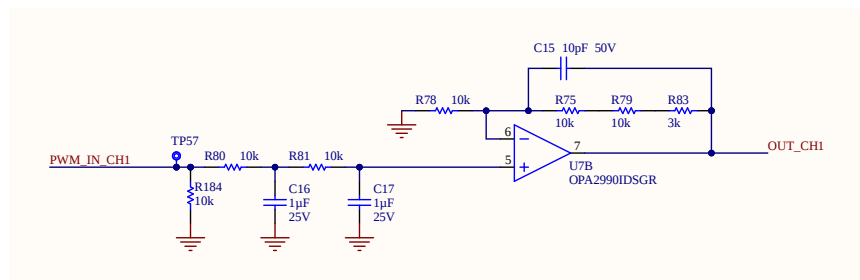 C15 10pF 50V
R78 10k R75 R79 R83
10k 10k 3k
TP57
6
7
OUT_CH1
PWM_IN_CH1 R80 10k R81 10k
5
U7B
OPA2990IDSGR
R184
10k
C16
1µF
25V
C17
1µF
25V